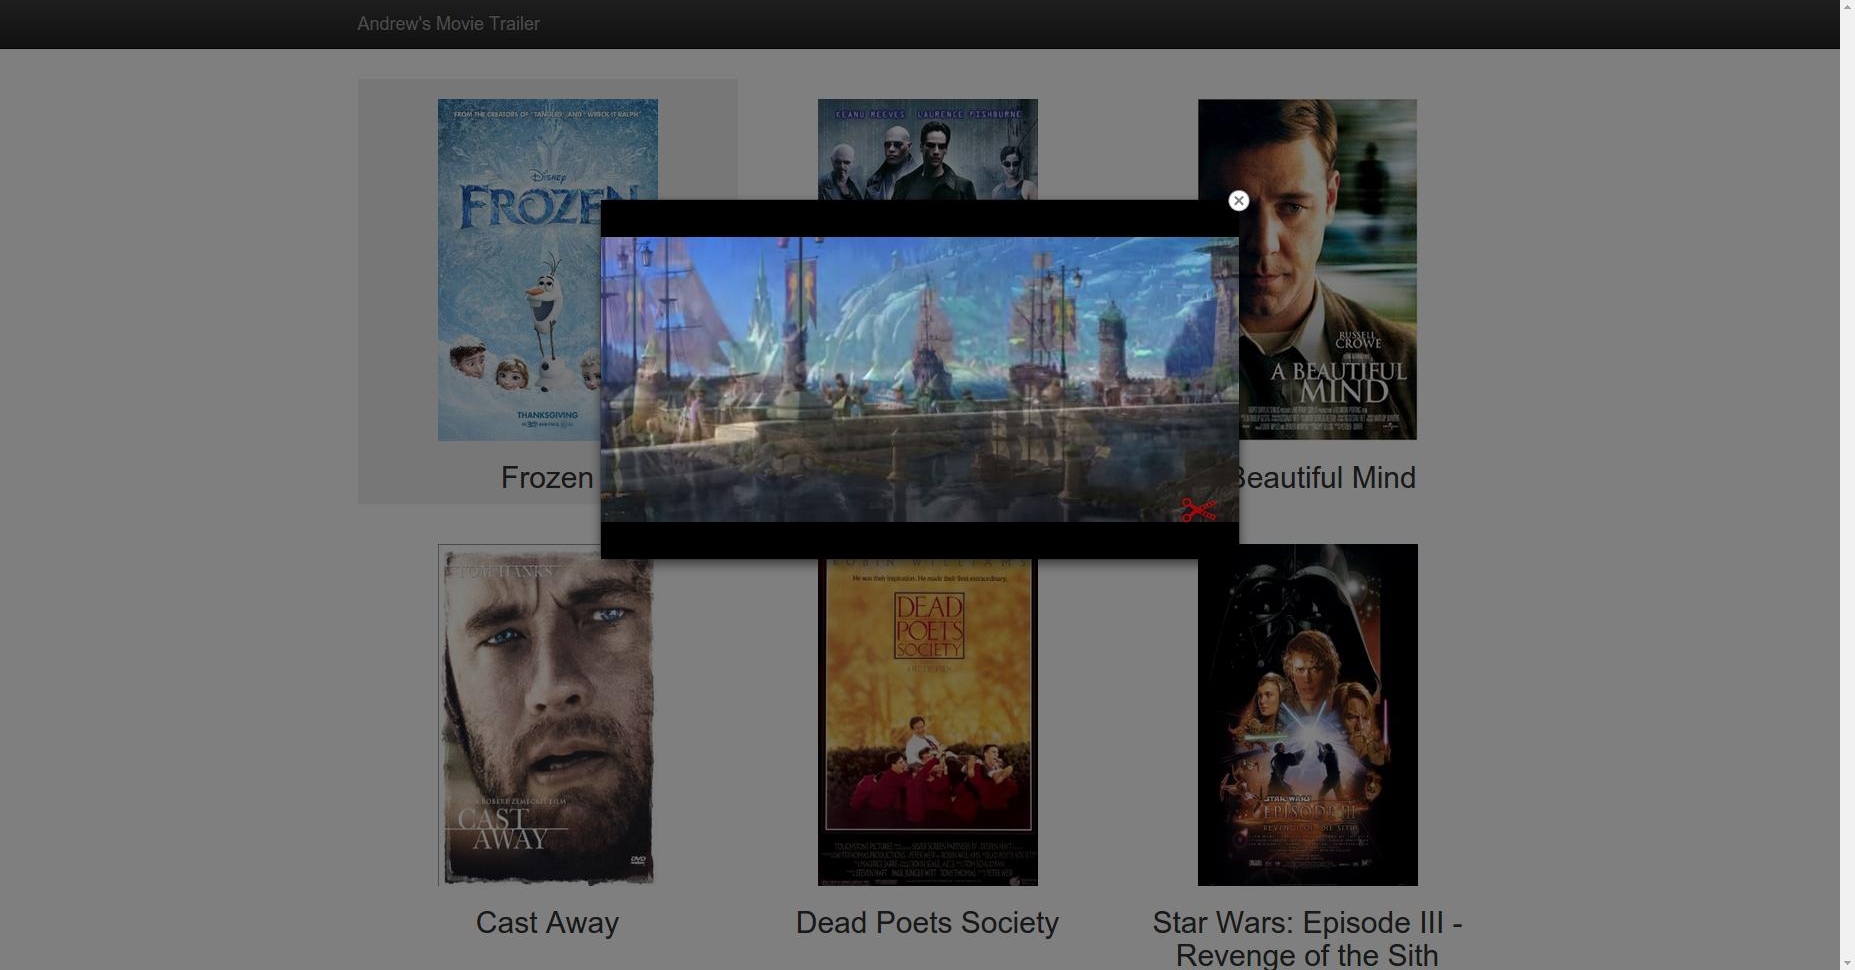 Andrew's Movie Trailer
FROM THE CREATORS OF "TANGLED" AND "WRECK IT RALPH"
DISNEY
FROZEN
THANKSGIVING
Frozen
KEANU REEVES LAURENCE FISHBURNE
RUSSELL
CROWE
A BEAUTIFUL
MIND
Beautiful Mind
TOM HANKS
A ROBERT ZEMECKIS FILM
CAST
AWAY
DVD
Cast Away
ROBIN WILLIAMS
He was their inspiration. He made their lives extraordinary.
DEAD
POETS
SOCIETY
Dead Poets Society
STAR WARS
EPISODE III
REVENGE OF THE SITH
Star Wars: Episode III -
Revenge of the Sith